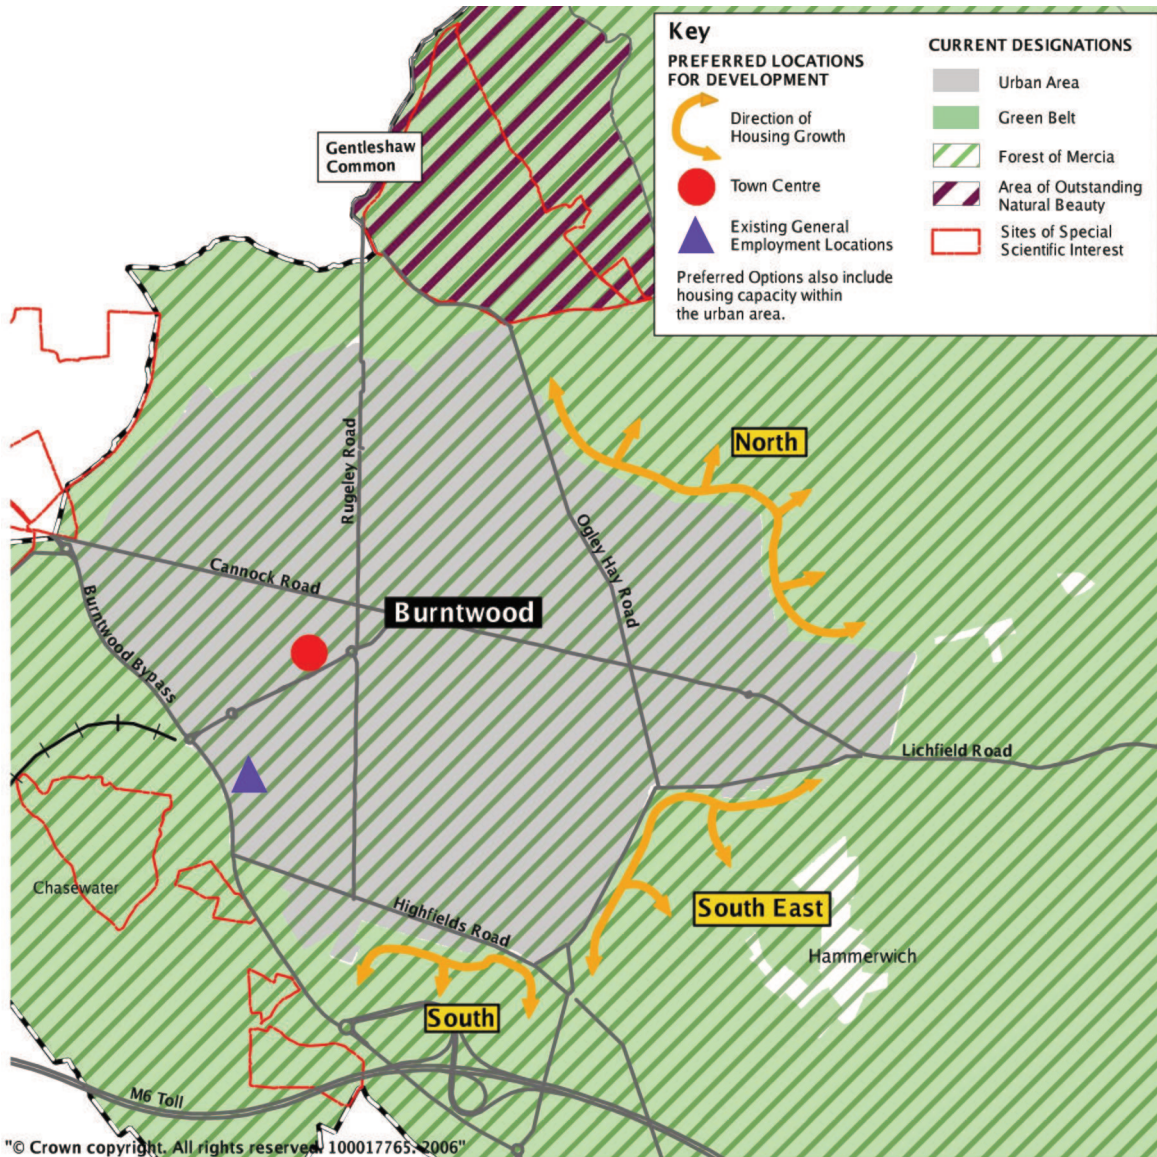 Key
PREFERRED LOCATIONS
FOR DEVELOPMENT
Direction of
Housing Growth
Town Centre
Existing General
Employment Locations
Preferred Options also include
housing capacity within
the urban area.
CURRENT DESIGNATIONS
Urban Area
Green Belt
Forest of Mercia
Area of Outstanding
Natural Beauty
Sites of Special
Scientific Interest
Gentleshaw
Common
North
Rugeley Road
Ogley Hay Road
Cannock Road
Burntwood
Burntwood Bypass
Lichfield Road
Chasewater
Highfields Road
South East
Hammerwich
South
M6 Toll
"© Crown copyright. All rights reserved. 100017765. 2006"